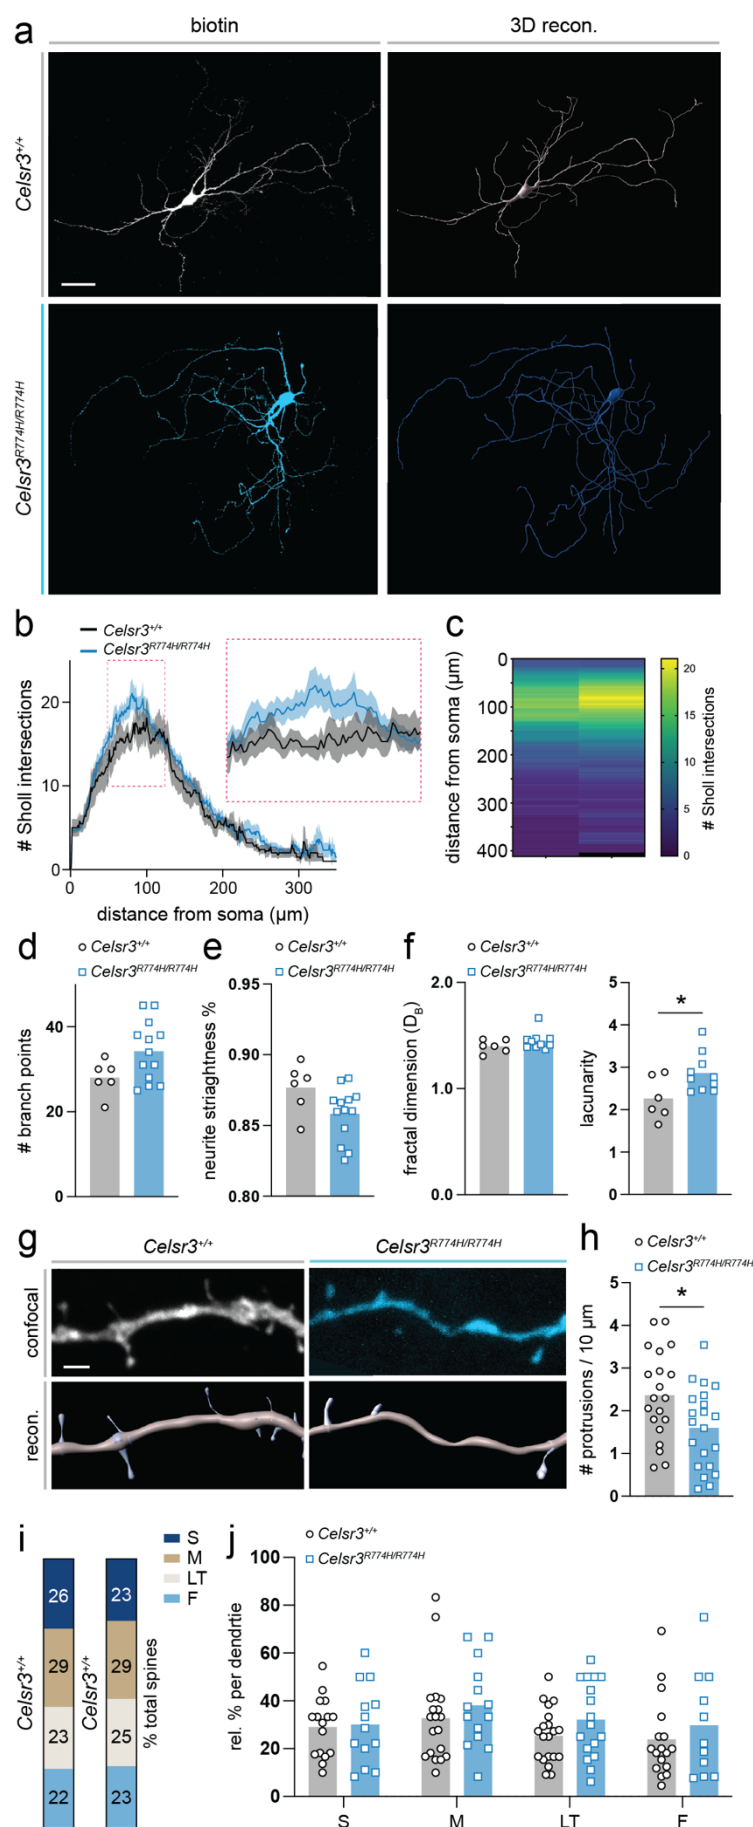 a
biotin
3D recon.
Celsr3+/+
Celsr3R774H/R774H
b
Celsr3+/+
Celsr3R774H/R774H
# Sholl intersections
20
10
0
0
100
200
300
distance from soma (µm)
c
distance from soma (µm)
0
100
200
300
400
20
15
10
5
0
# Sholl intersections
d
Celsr3+/+
Celsr3R774H/R774H
# branch points
40
20
0
e
Celsr3+/+
Celsr3R774H/R774H
neurite striaghtness %
0.95
0.90
0.85
0.80
f
Celsr3+/+
Celsr3R774H/R774H
fractal dimension (DB)
2.0
1.0
0.0
lacunarity
5
4
3
2
1
0
*
g
Celsr3+/+
Celsr3R774H/R774H
confocal
recon.
h
Celsr3+/+
Celsr3R774H/R774H
# protrusions / 10 µm
5
4
3
2
1
0
*
i
S
M
LT
F
Celsr3+/+
26
29
23
22
Celsr3+/+
23
29
25
23
% total spines
j
Celsr3+/+
Celsr3R774H/R774H
rel. % per dendrtie
100
80
60
40
20
0
S
M
LT
F